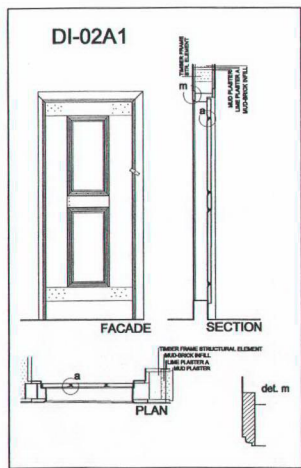 DI-02A1
TIMBER FRAME
STR. ELEMENT
m
MUD PLASTER
LIME PLASTER A
MUD-BRICK INFILL
a
FACADE
SECTION
TIMBER FRAME STRUCTURAL ELEMENT
MUD-BRICK INFILL
LIME PLASTER A
MUD PLASTER
a
PLAN
det. m